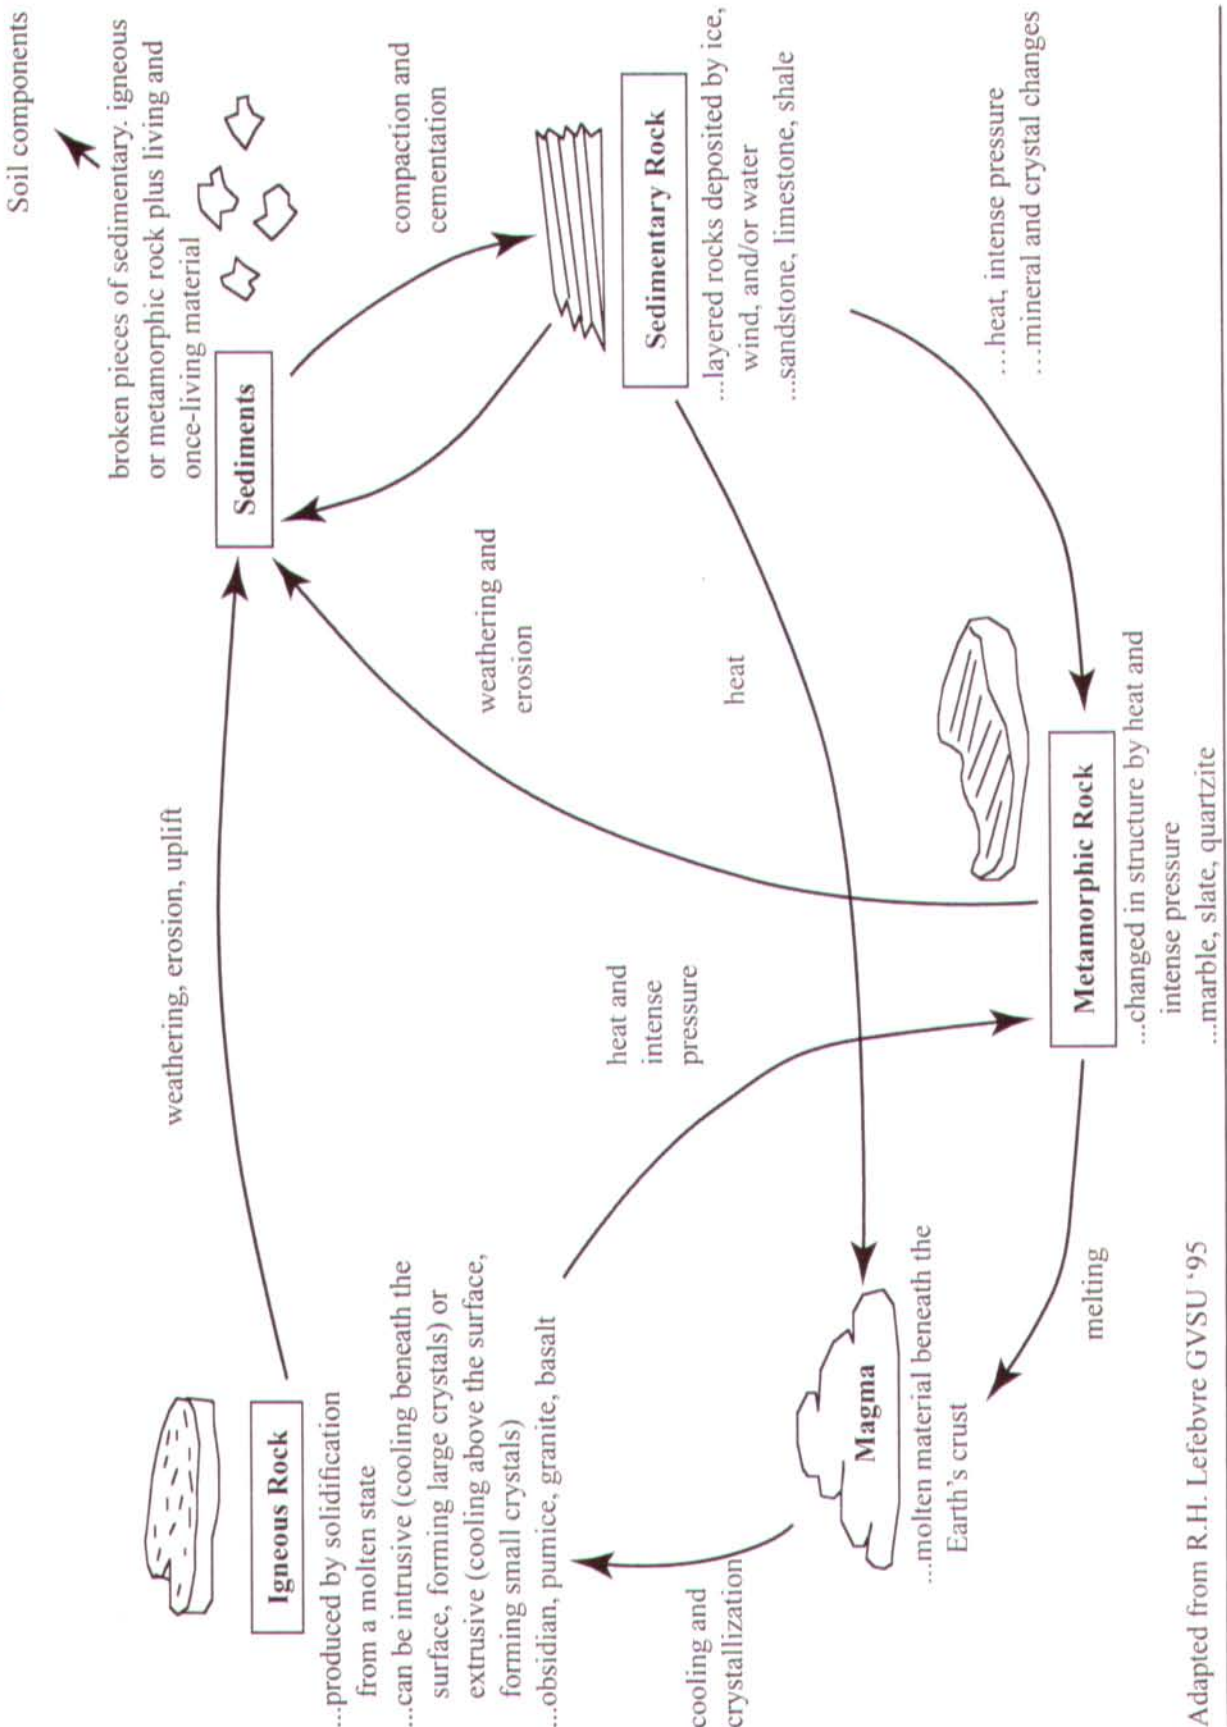 Soil components
broken pieces of sedimentary. igneous
or metamorphic rock plus living and
once-living material
Sediments
weathering, erosion, uplift
Igneous Rock
...produced by solidification
from a molten state
...can be intrusive (cooling beneath the
surface, forming large crystals) or
extrusive (cooling above the surface,
forming small crystals)
...obsidian, pumice, granite, basalt
compaction and
cementation
weathering and
erosion
Sedimentary Rock
...layered rocks deposited by ice,
wind, and/or water
...sandstone, limestone, shale
heat
heat and
intense
pressure
cooling and
crystallization
Magma
...molten material beneath the
Earth's crust
...heat, intense pressure
...mineral and crystal changes
Metamorphic Rock
...changed in structure by heat and
intense pressure
...marble, slate, quartzite
melting
Adapted from R.H. Lefebvre GVSU '95